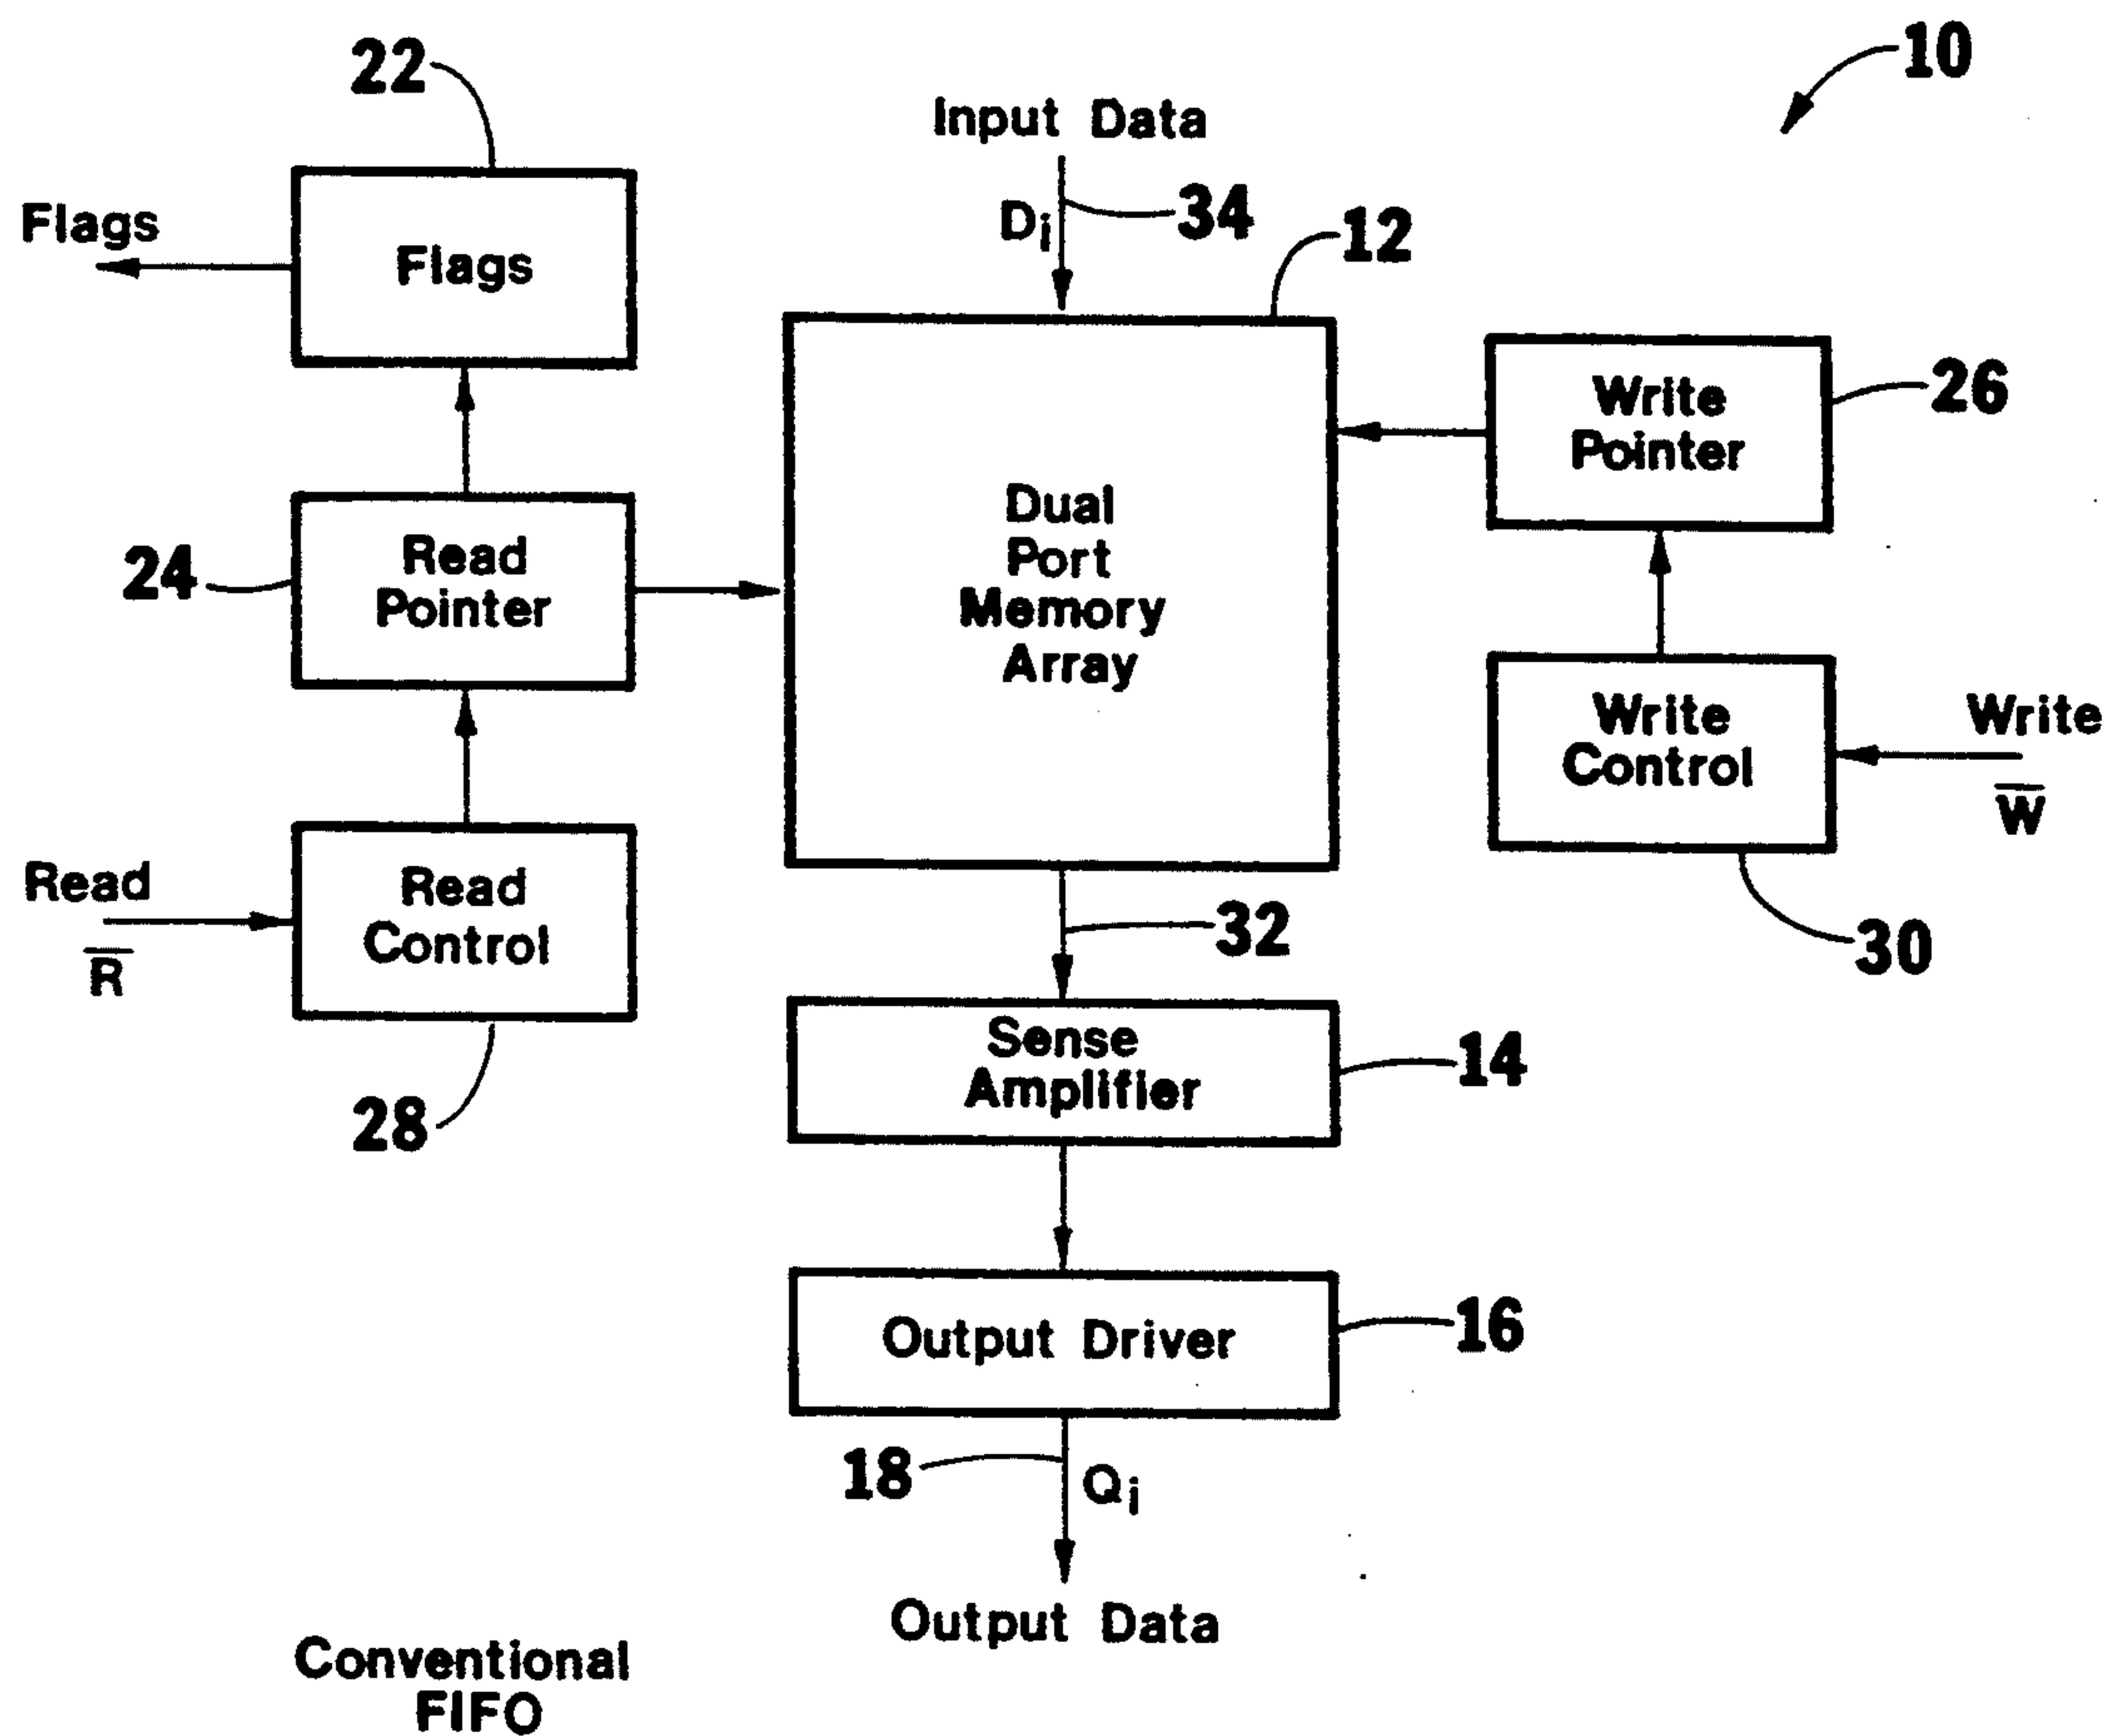 22
10
Input Data
Flags
Di
34
12
Flags
Write
Pointer
26
Dual
Port
Memory
Array
24
Read
Pointer
Write
Control
Write
W̅
Read
R̅
Read
Control
32
30
Sense
Amplifier
14
28
Output Driver
16
18
Qi
Output Data
Conventional
FIFO